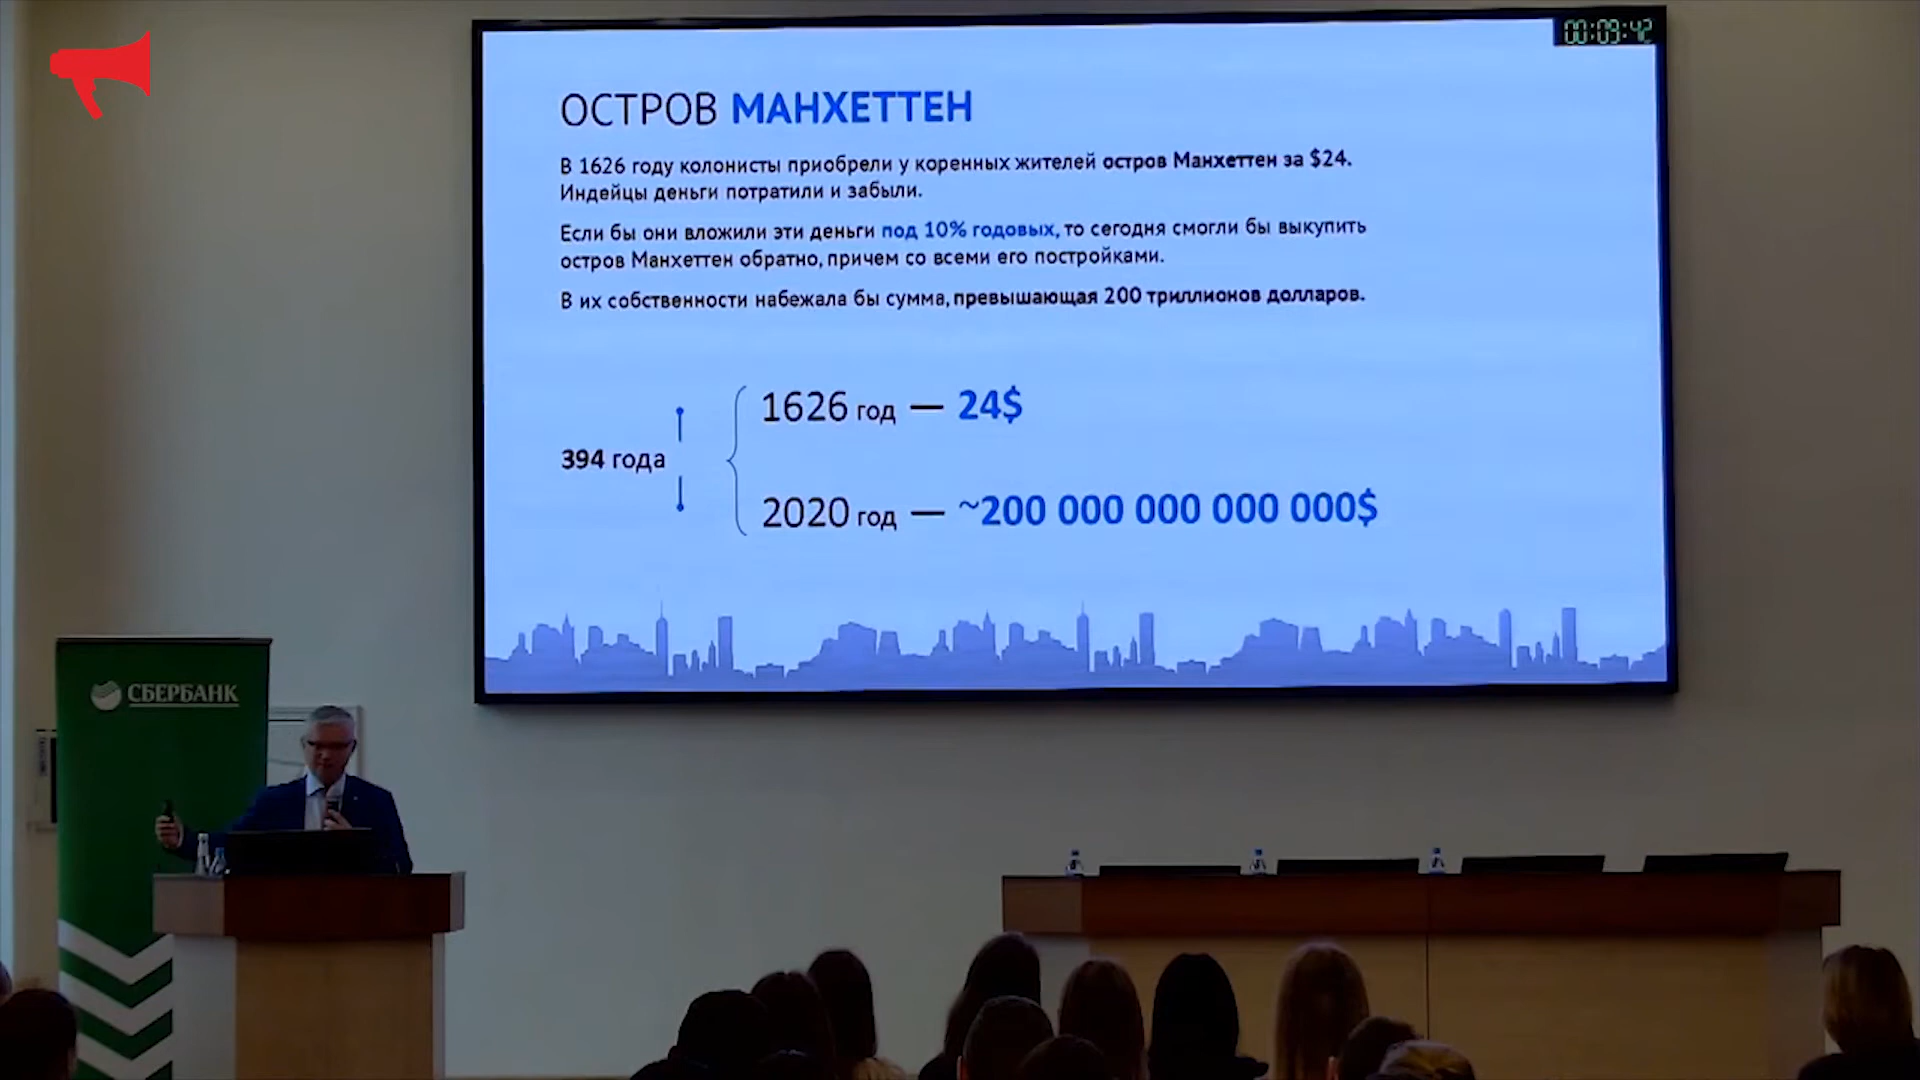 00:09:42
ОСТРОВ МАНХЕТТЕН
В 1626 году колонисты приобрели у коренных жителей остров Манхеттен за $24.
Индейцы деньги потратили и забыли.
Если бы они вложили эти деньги под 10% годовых, то сегодня смогли бы выкупить
остров Манхеттен обратно, причем со всеми его постройками.
В их собственности набежала бы сумма, превышающая 200 триллионов долларов.
1626 год — 24$
394 года
2020 год — ~200 000 000 000 000$
СБЕРБАНК